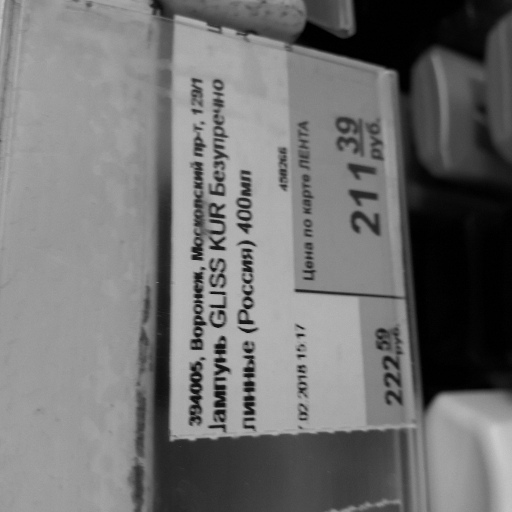 394005, Воронеж, Московский пр-т, 129/1
Шампунь GLISS KUR Безупречно
длинные (Россия) 400мл
458266
Цена по карте ЛЕНТА
211 39
руб.
02 2018 15 17
222 59
руб.